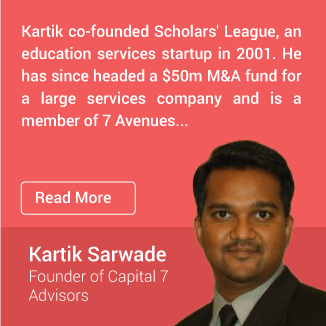 Kartik co-founded Scholars' League, an
education services startup in 2001. He
has since headed a $50m M&A fund for
a large services company and is a
member of 7 Avenues...
Read More
Kartik Sarwade
Founder of Capital 7
Advisors